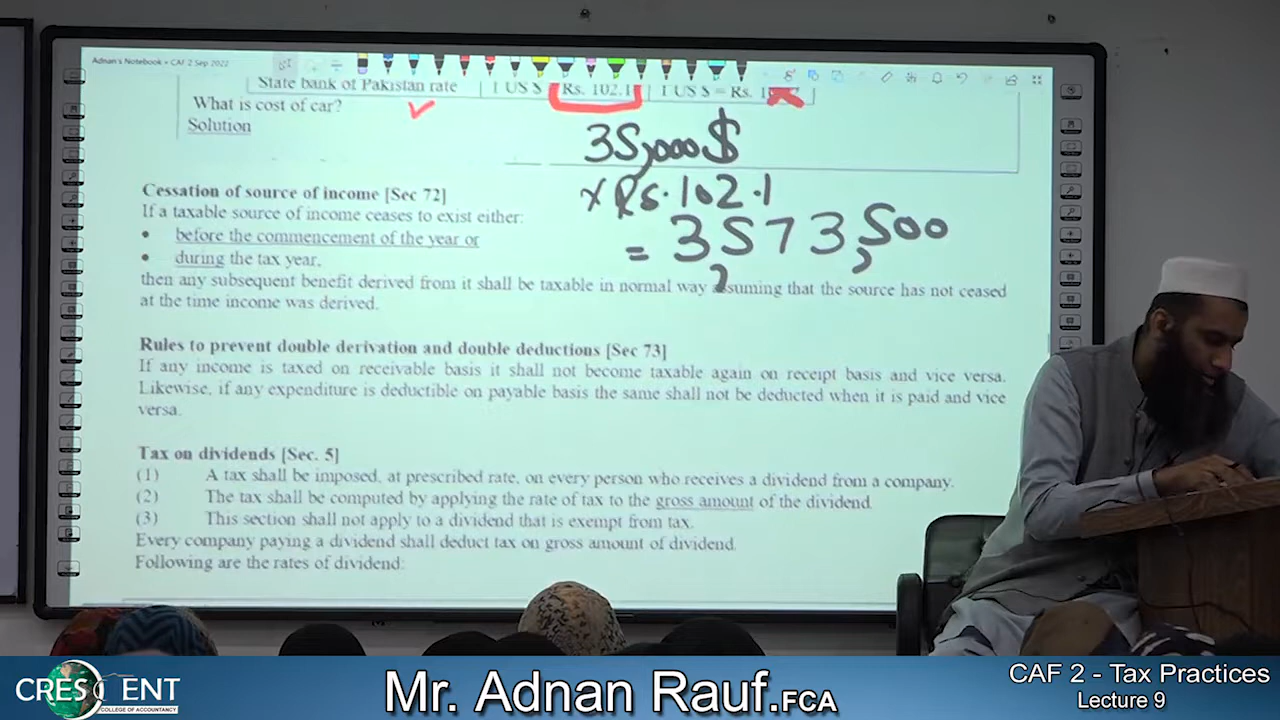 Adnan's Notebook > CAF 2 Sep 2022
State bank of Pakistan rate 1 US $ Rs. 102.1 1 US $ = Rs.
What is cost of car?
Solution
35,000 $
x Rs. 102.1
= 3,573,500
Cessation of source of income [Sec 72]
If a taxable source of income ceases to exist either:
• before the commencement of the year or
• during the tax year,
then any subsequent benefit derived from it shall be taxable in normal way assuming that the source has not ceased
at the time income was derived.
Rules to prevent double derivation and double deductions [Sec 73]
If any income is taxed on receivable basis it shall not become taxable again on receipt basis and vice versa.
Likewise, if any expenditure is deductible on payable basis the same shall not be deducted when it is paid and vice
versa.
Tax on dividends [Sec. 5]
(1) A tax shall be imposed, at prescribed rate, on every person who receives a dividend from a company.
(2) The tax shall be computed by applying the rate of tax to the gross amount of the dividend.
(3) This section shall not apply to a dividend that is exempt from tax.
Every company paying a dividend shall deduct tax on gross amount of dividend.
Following are the rates of dividend:
CRESCENT
COLLEGE OF ACCOUNTANCY
Mr. Adnan Rauf.FCA
CAF 2 - Tax Practices
Lecture 9